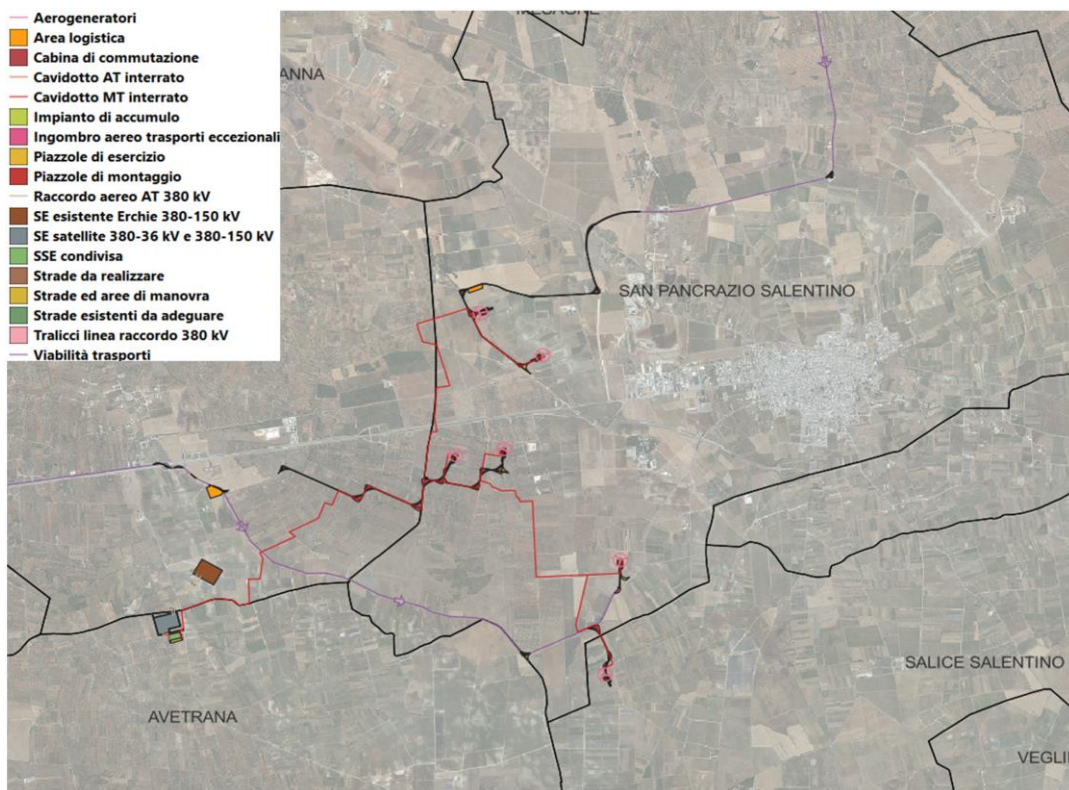 Aerogeneratori
Area logistica
Cabina di commutazione
Cavidotto AT interrato
Cavidotto MT interrato
Impianto di accumulo
Ingombro aereo trasporti eccezionali
Piazzole di esercizio
Piazzole di montaggio
Raccordo aereo AT 380 kV
SE esistente Erchie 380-150 kV
SE satellite 380-36 kV e 380-150 kV
SSE condivisa
Strade da realizzare
Strade ed aree di manovra
Strade esistenti da adeguare
Tralicci linea raccordo 380 kV
Viabilità trasporti
ANNA
SAN PANCRAZIO SALENTINO
SALICE SALENTINO
AVETRANA